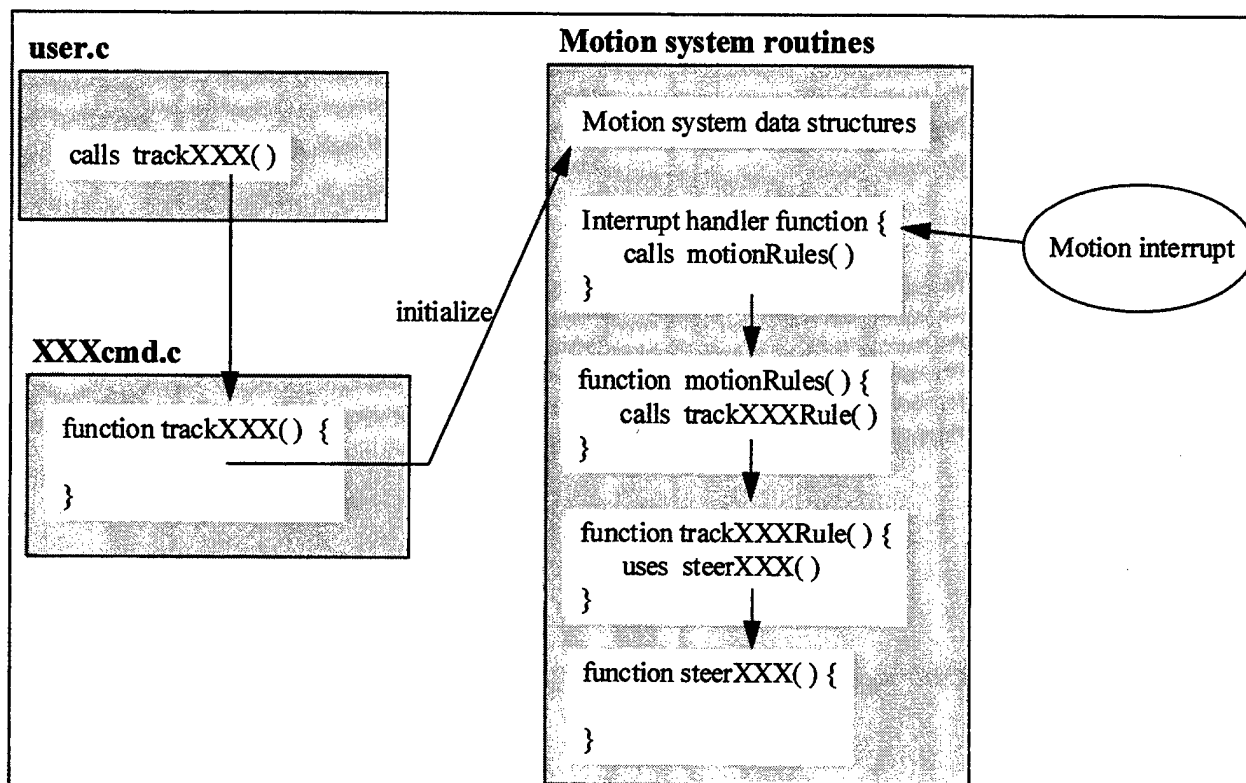 user.c
calls trackXXX( )
XXXcmd.c
function trackXXX( ) {
}
initialize
Motion system routines
Motion system data structures
Interrupt handler function {
calls motionRules( )
}
function motionRules( ) {
calls trackXXXRule( )
}
function trackXXXRule( ) {
uses steerXXX( )
}
function steerXXX( ) {
}
Motion interrupt